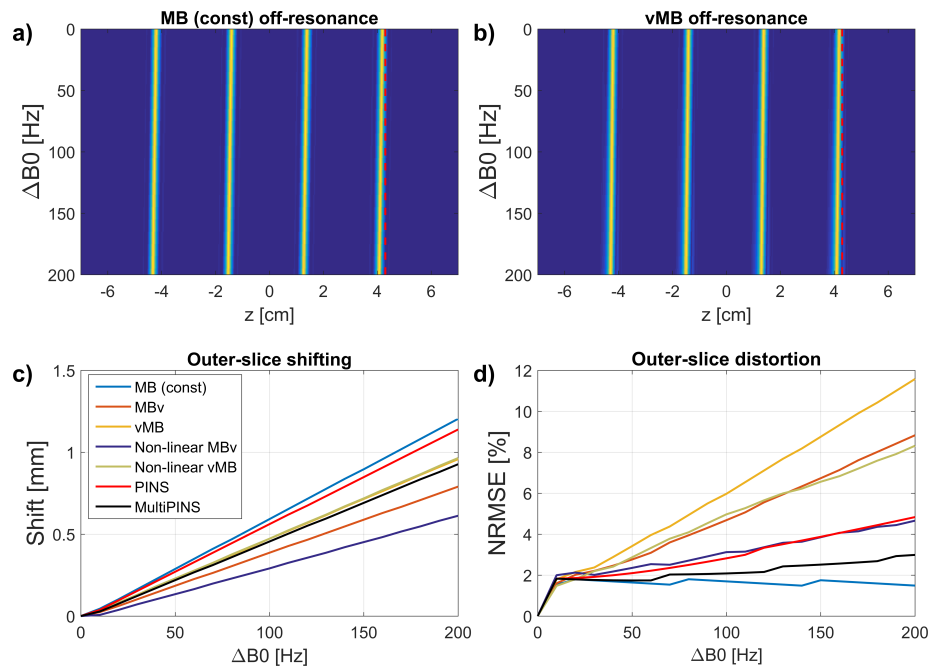 a)
MB (const) off-resonance
0
50
100
150
200
ΔB0 [Hz]
-6
-4
-2
0
2
4
6
z [cm]
b)
vMB off-resonance
0
50
100
150
200
ΔB0 [Hz]
-6
-4
-2
0
2
4
6
z [cm]
c)
Outer-slice shifting
1.5
1
0.5
0
Shift [mm]
MB (const)
MBv
vMB
Non-linear MBv
Non-linear vMB
PINS
MultiPINS
0
50
100
150
200
ΔB0 [Hz]
d)
Outer-slice distortion
12
10
8
6
4
2
0
NRMSE [%]
0
50
100
150
200
ΔB0 [Hz]